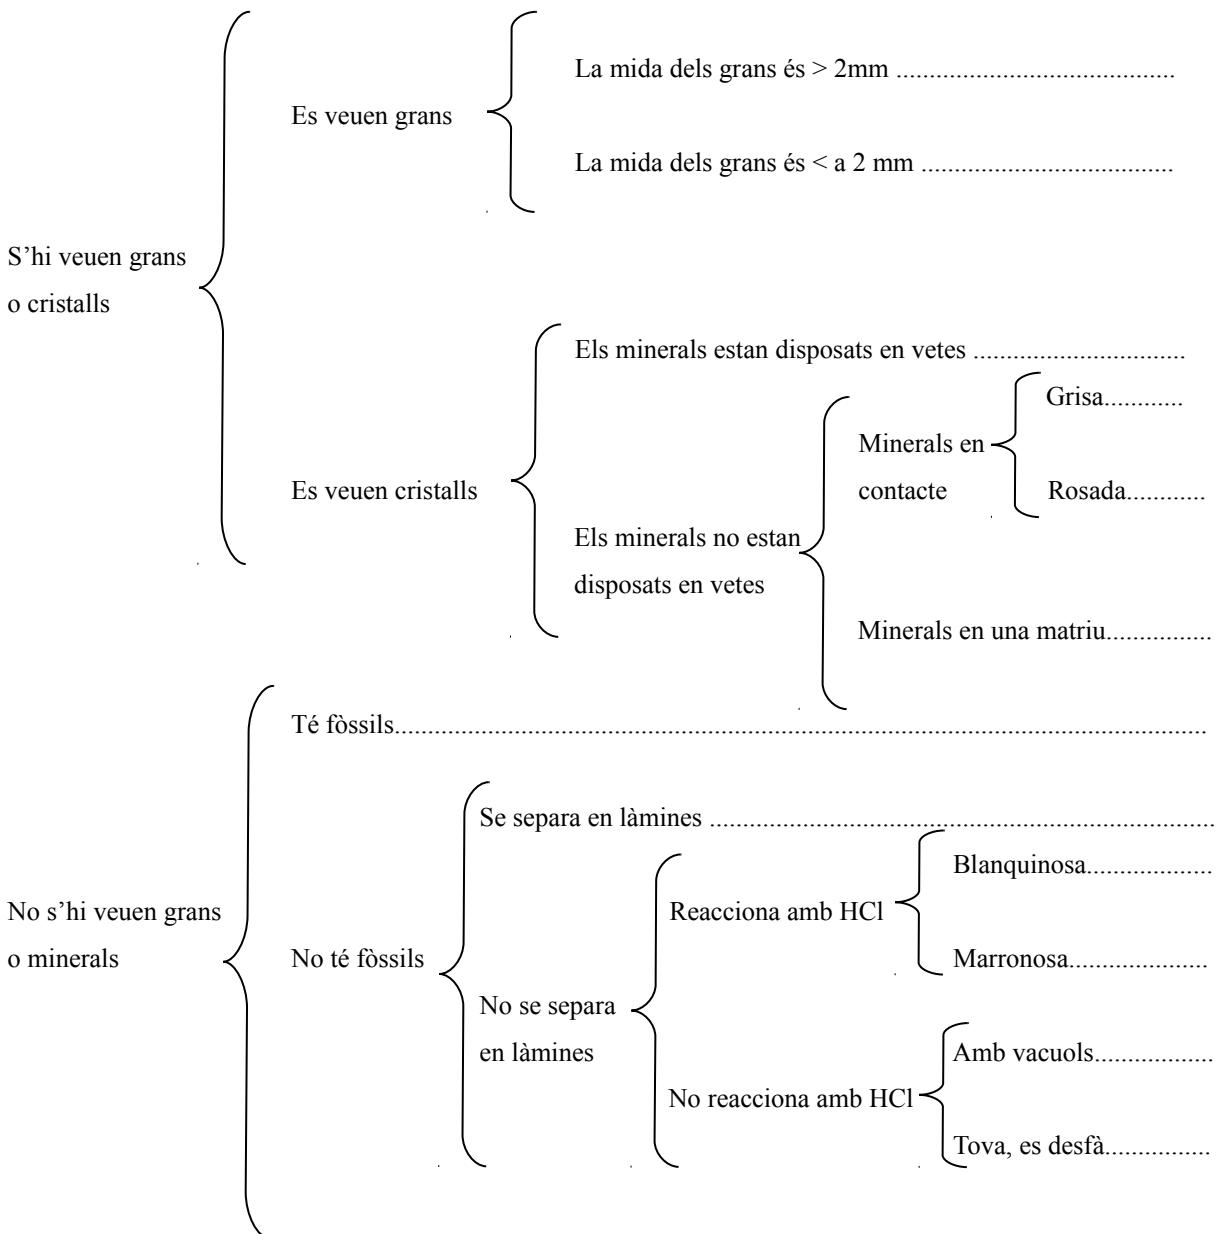 La mida dels grans és > 2mm ..........................................
Es veuen grans
La mida dels grans és < a 2 mm ......................................
S’hi veuen grans
o cristalls
Els minerals estan disposats en vetes ................................
Grisa............
Minerals en
contacte
Es veuen cristalls
Rosada............
Els minerals no estan
disposats en vetes
Minerals en una matriu................
Té fòssils..........................................................................................................................
Se separa en làmines ............................................................................
Blanquinosa...................
No s’hi veuen grans
o minerals
Reacciona amb HCl
No té fòssils
Marronosa.....................
No se separa
en làmines
Amb vacuols..................
No reacciona amb HCl
Tova, es desfà................